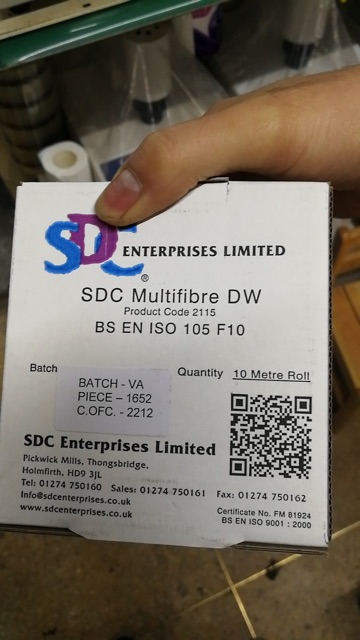 SDC ENTERPRISES LIMITED
®
SDC Multifibre DW
Product Code 2115
BS EN ISO 105 F10
Batch
Quantity 10 Metre Roll
BATCH - VA
PIECE – 1652
C.OFC. - 2212
SDC Enterprises Limited
Pickwick Mills, Thongsbridge,
Holmfirth. HD9 3JL
Tel: 01274 750160 Sales: 01274 750161 Fax: 01274 750162
Info@sdcenterprises.co.uk
www.sdcenterprises.co.uk
Certificate No. FM 81924
BS EN ISO 9001 : 2000